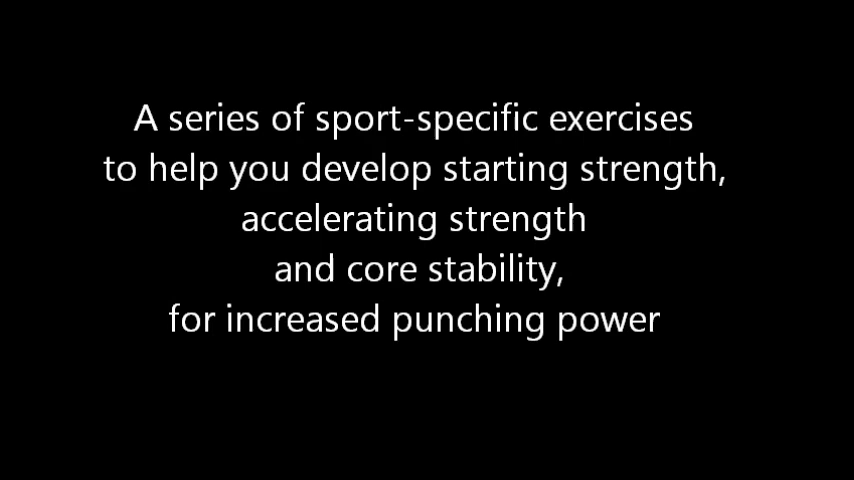 A series of sport-specific exercises
to help you develop starting strength,
accelerating strength
and core stability,
for increased punching power